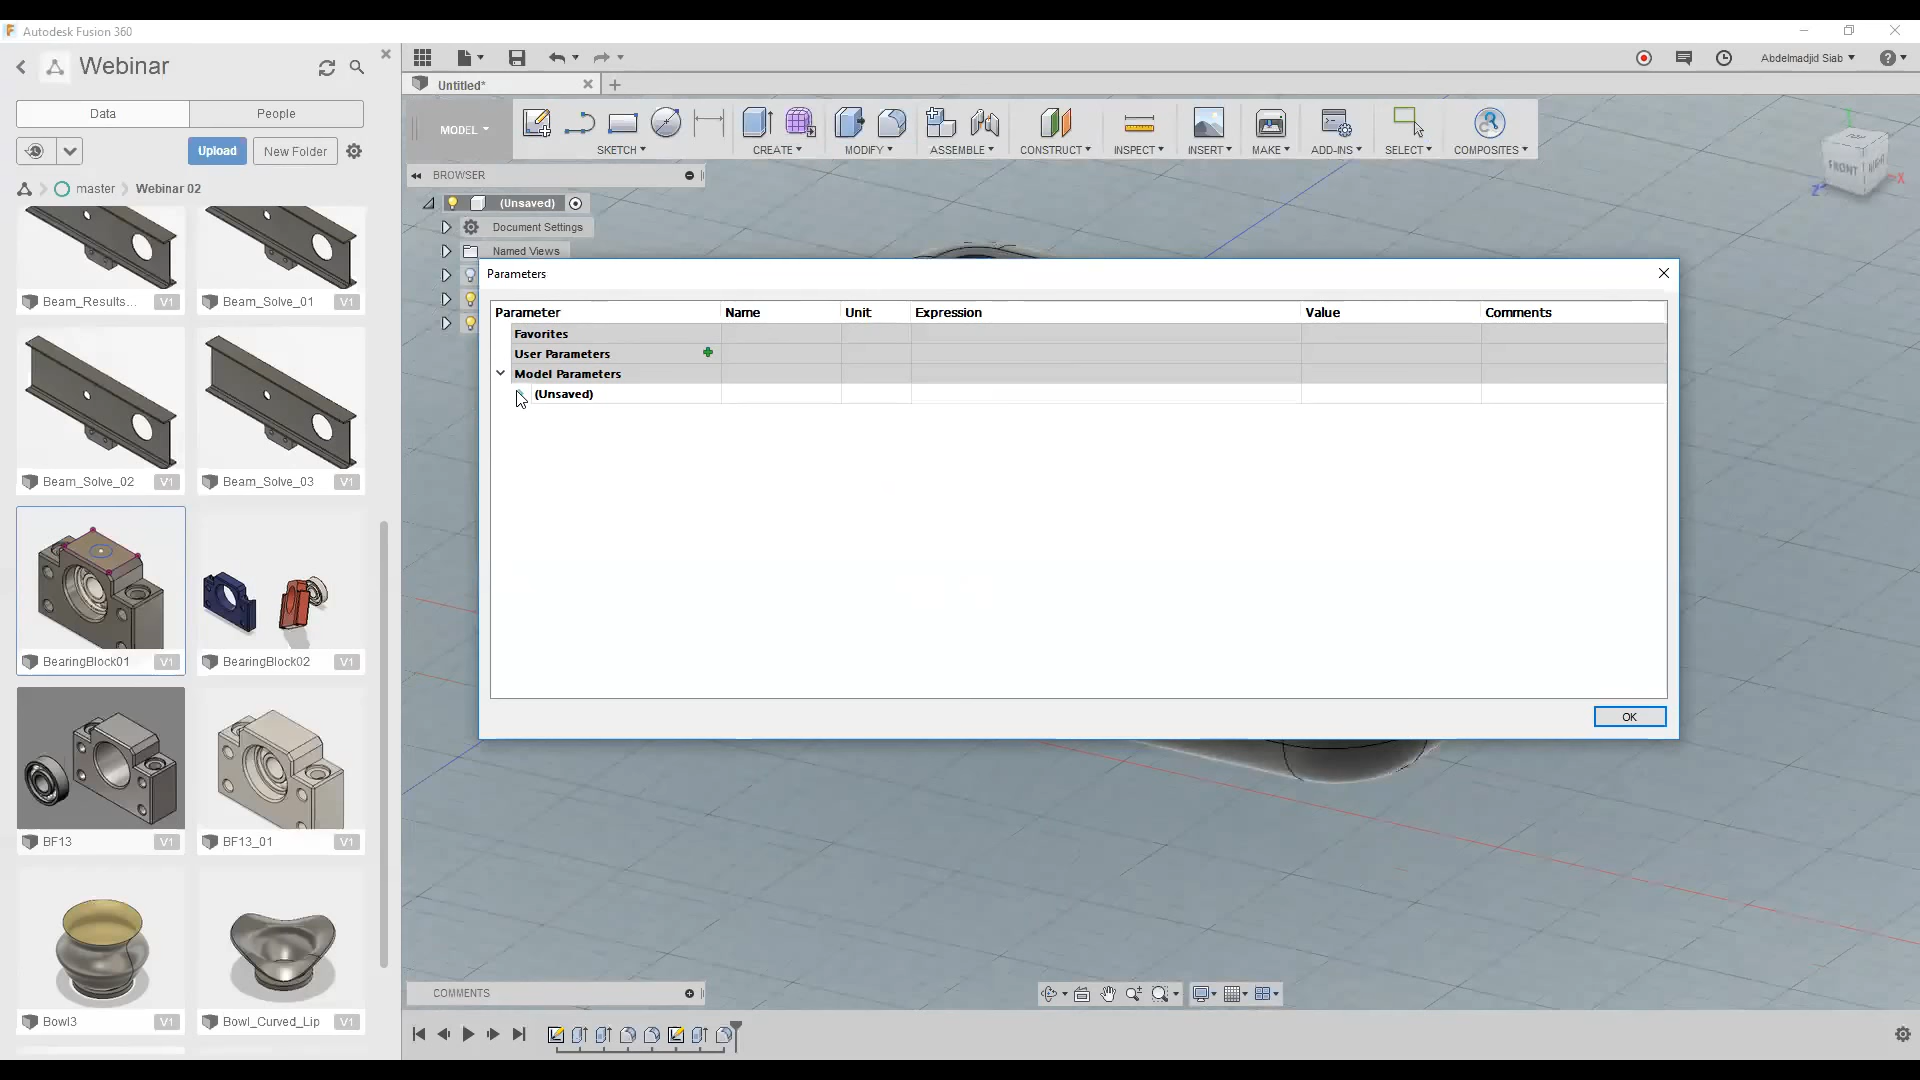 Autodesk Fusion 360
Webinar
Data
People
Upload
New Folder
master
Webinar 02
Beam_Results...
V1
Beam_Solve_01
V1
Beam_Solve_02
V1
Beam_Solve_03
V1
BearingBlock01
V1
BearingBlock02
V1
BF13
V1
BF13_01
V1
Bowl3
V1
Bowl_Curved_Lip
V1
Abdelmadjid Siab
Untitled*
MODEL
SKETCH
CREATE
MODIFY
ASSEMBLE
CONSTRUCT
INSPECT
INSERT
MAKE
ADD-INS
SELECT
COMPOSITES
TOP
FRONT
RIGHT
X
Z
BROWSER
(Unsaved)
Document Settings
Named Views
Parameters
Parameter
Name
Unit
Expression
Value
Comments
Favorites
User Parameters
Model Parameters
(Unsaved)
OK
COMMENTS